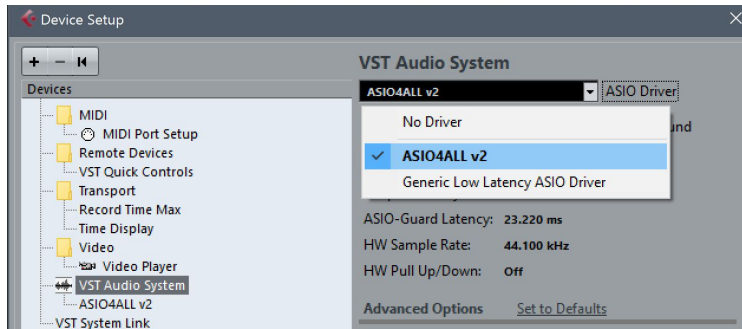 Device Setup
Devices
MIDI
MIDI Port Setup
Remote Devices
VST Quick Controls
Transport
Record Time Max
Time Display
Video
Video Player
VST Audio System
ASIO4ALL v2
VST System Link
VST Audio System
ASIO4ALL v2 ASIO Driver
No Driver
ASIO4ALL v2
Generic Low Latency ASIO Driver
ASIO-Guard Latency: 23.220 ms
HW Sample Rate: 44.100 kHz
HW Pull Up/Down: Off
Advanced Options Set to Defaults